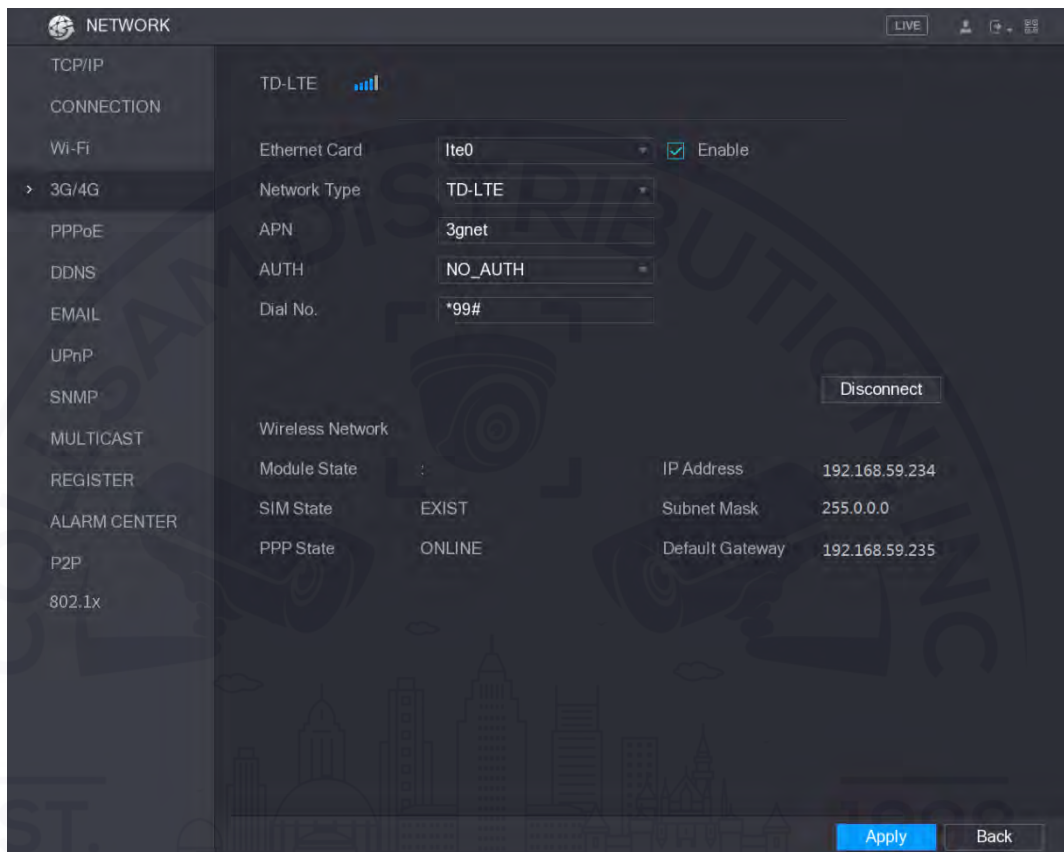 NETWORK
LIVE
TCP/IP
CONNECTION
Wi-Fi
3G/4G
PPPoE
DDNS
EMAIL
UPnP
SNMP
MULTICAST
REGISTER
ALARM CENTER
P2P
802.1x
TD-LTE
Ethernet Card lte0 Enable
Network Type TD-LTE
APN 3gnet
AUTH NO_AUTH
Dial No. *99#
Disconnect
Wireless Network
Module State : IP Address 192.168.59.234
SIM State EXIST Subnet Mask 255.0.0.0
PPP State ONLINE Default Gateway 192.168.59.235
Apply Back
DISTRIBUTION INC